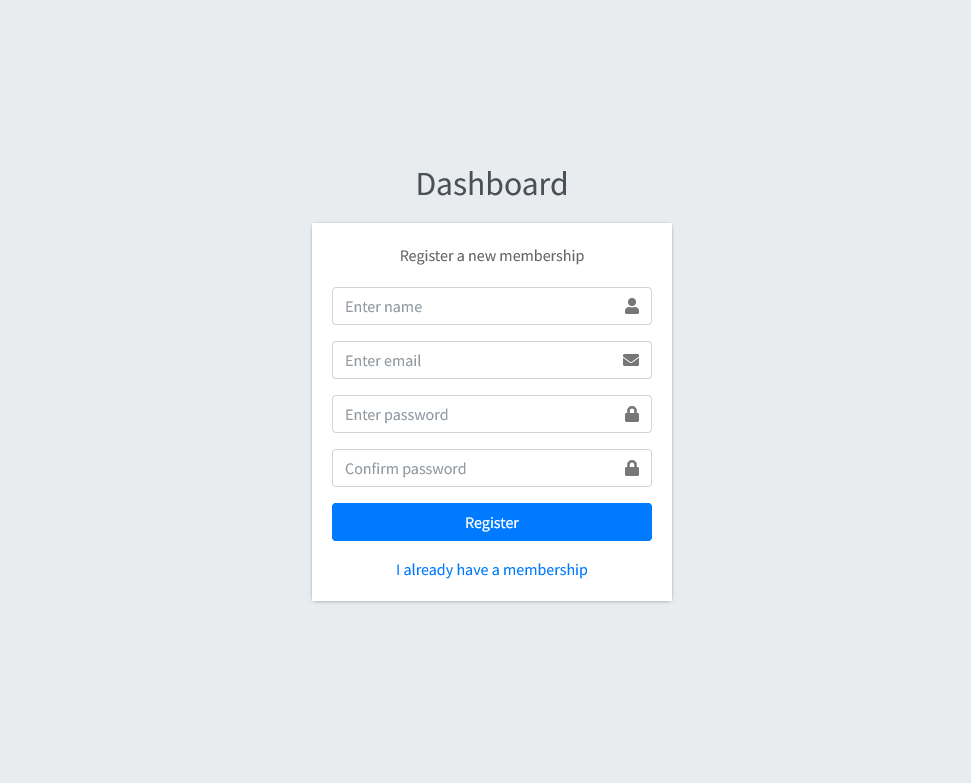 Dashboard
Register a new membership
Enter name
Enter email
Enter password
Confirm password
Register
I already have a membership